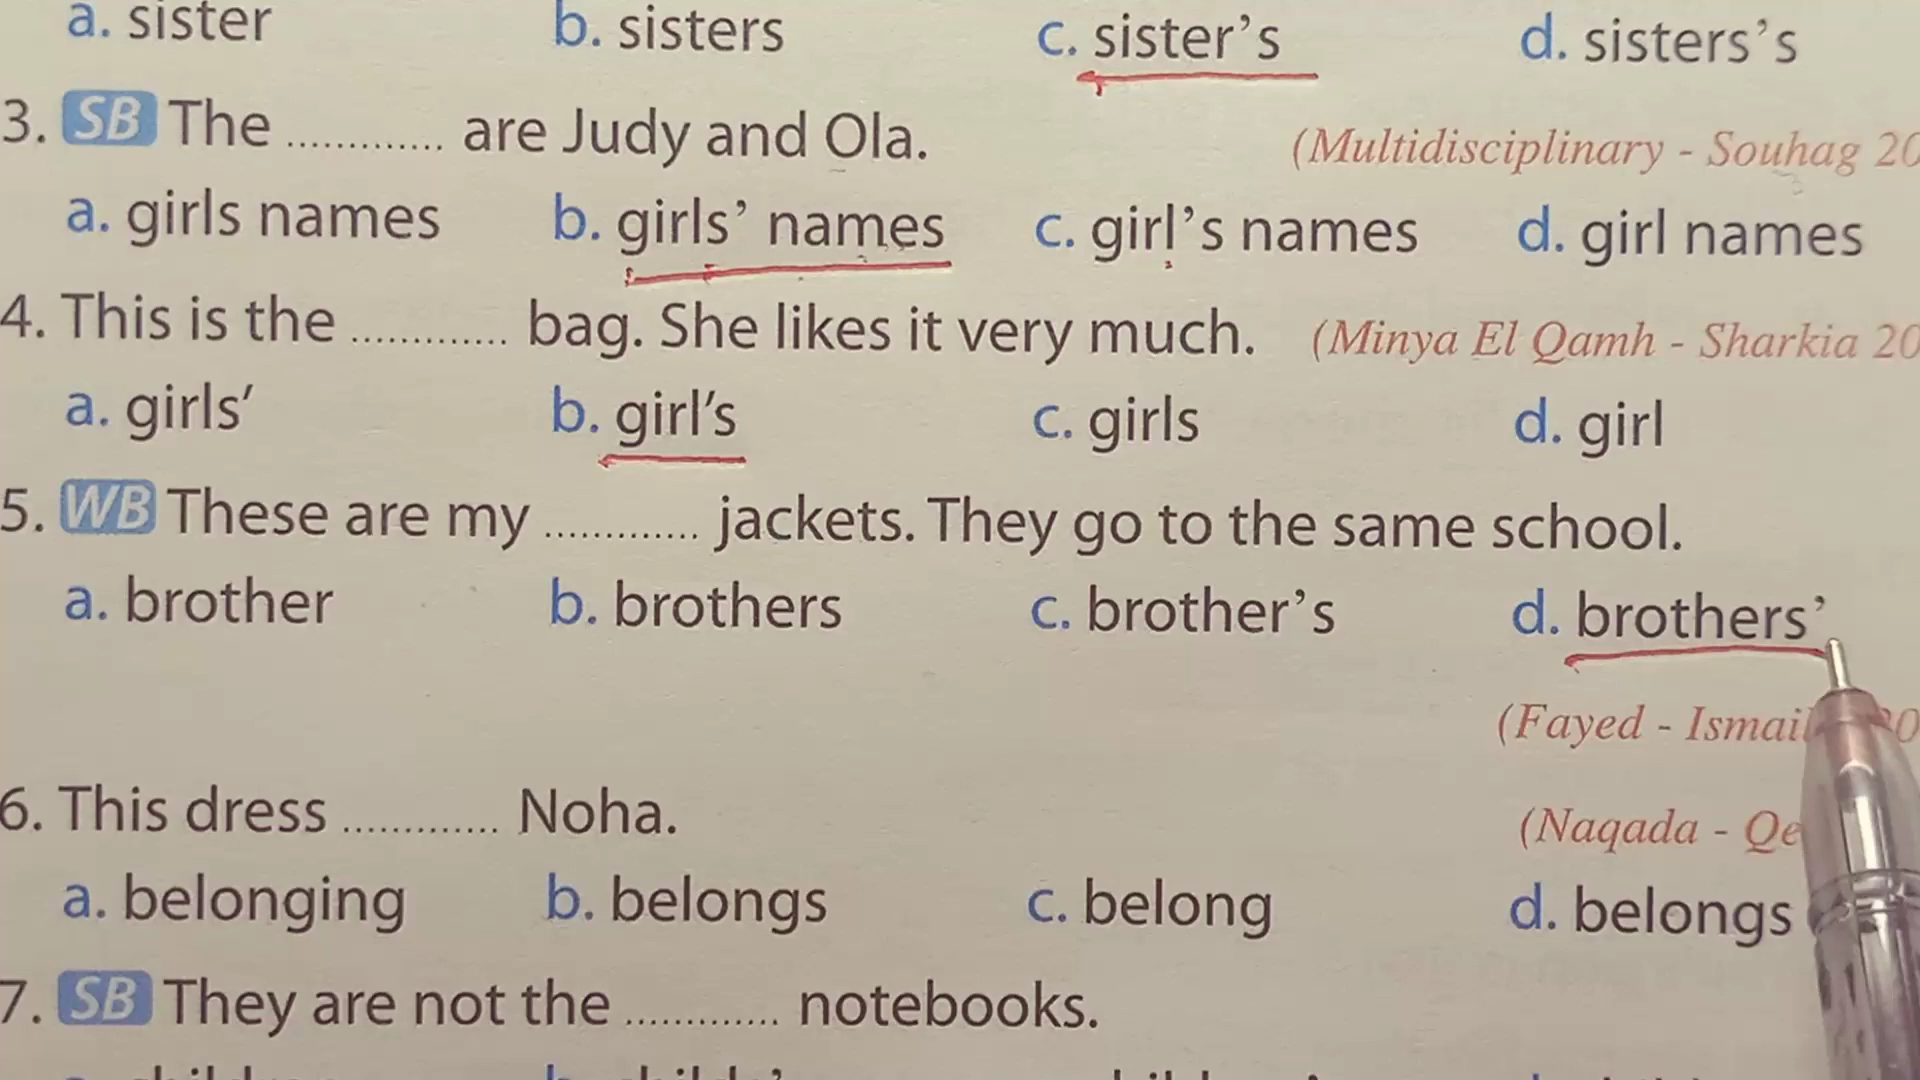 a. sister b. sisters c. sister’s d. sisters’s
3. SB The ............. are Judy and Ola. (Multidisciplinary - Souhag 20
a. girls names b. girls’ names c. girl’s names d. girl names
4. This is the ............. bag. She likes it very much. (Minya El Qamh - Sharkia 20
a. girls’ b. girl’s c. girls d. girl
5. WB These are my ............. jackets. They go to the same school.
a. brother b. brothers c. brother’s d. brothers’
(Fayed -
6. This dress ............. Noha. (Naqada -
a. belonging b. belongs c. belong d. belongs
7. SB They are not the ............. notebooks.